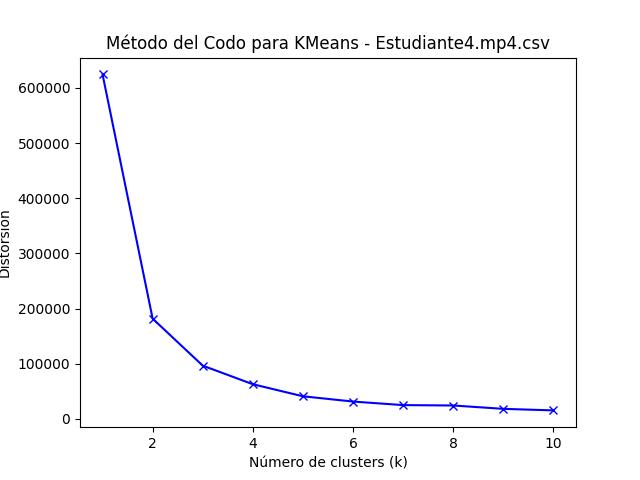 Método del Codo para KMeans - Estudiante4.mp4.csv
600000
500000
400000
300000
200000
100000
0
Distorsion
2 4 6 8 10
Número de clusters (k)